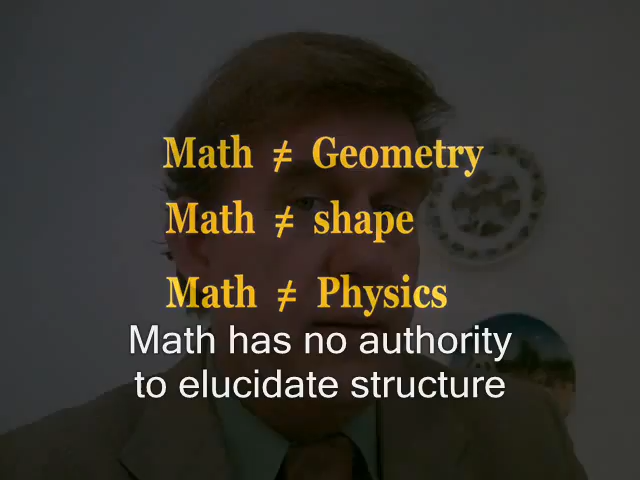 Math ≠ Geometry
Math ≠ shape
Math ≠ Physics
Math has no authority
to elucidate structure